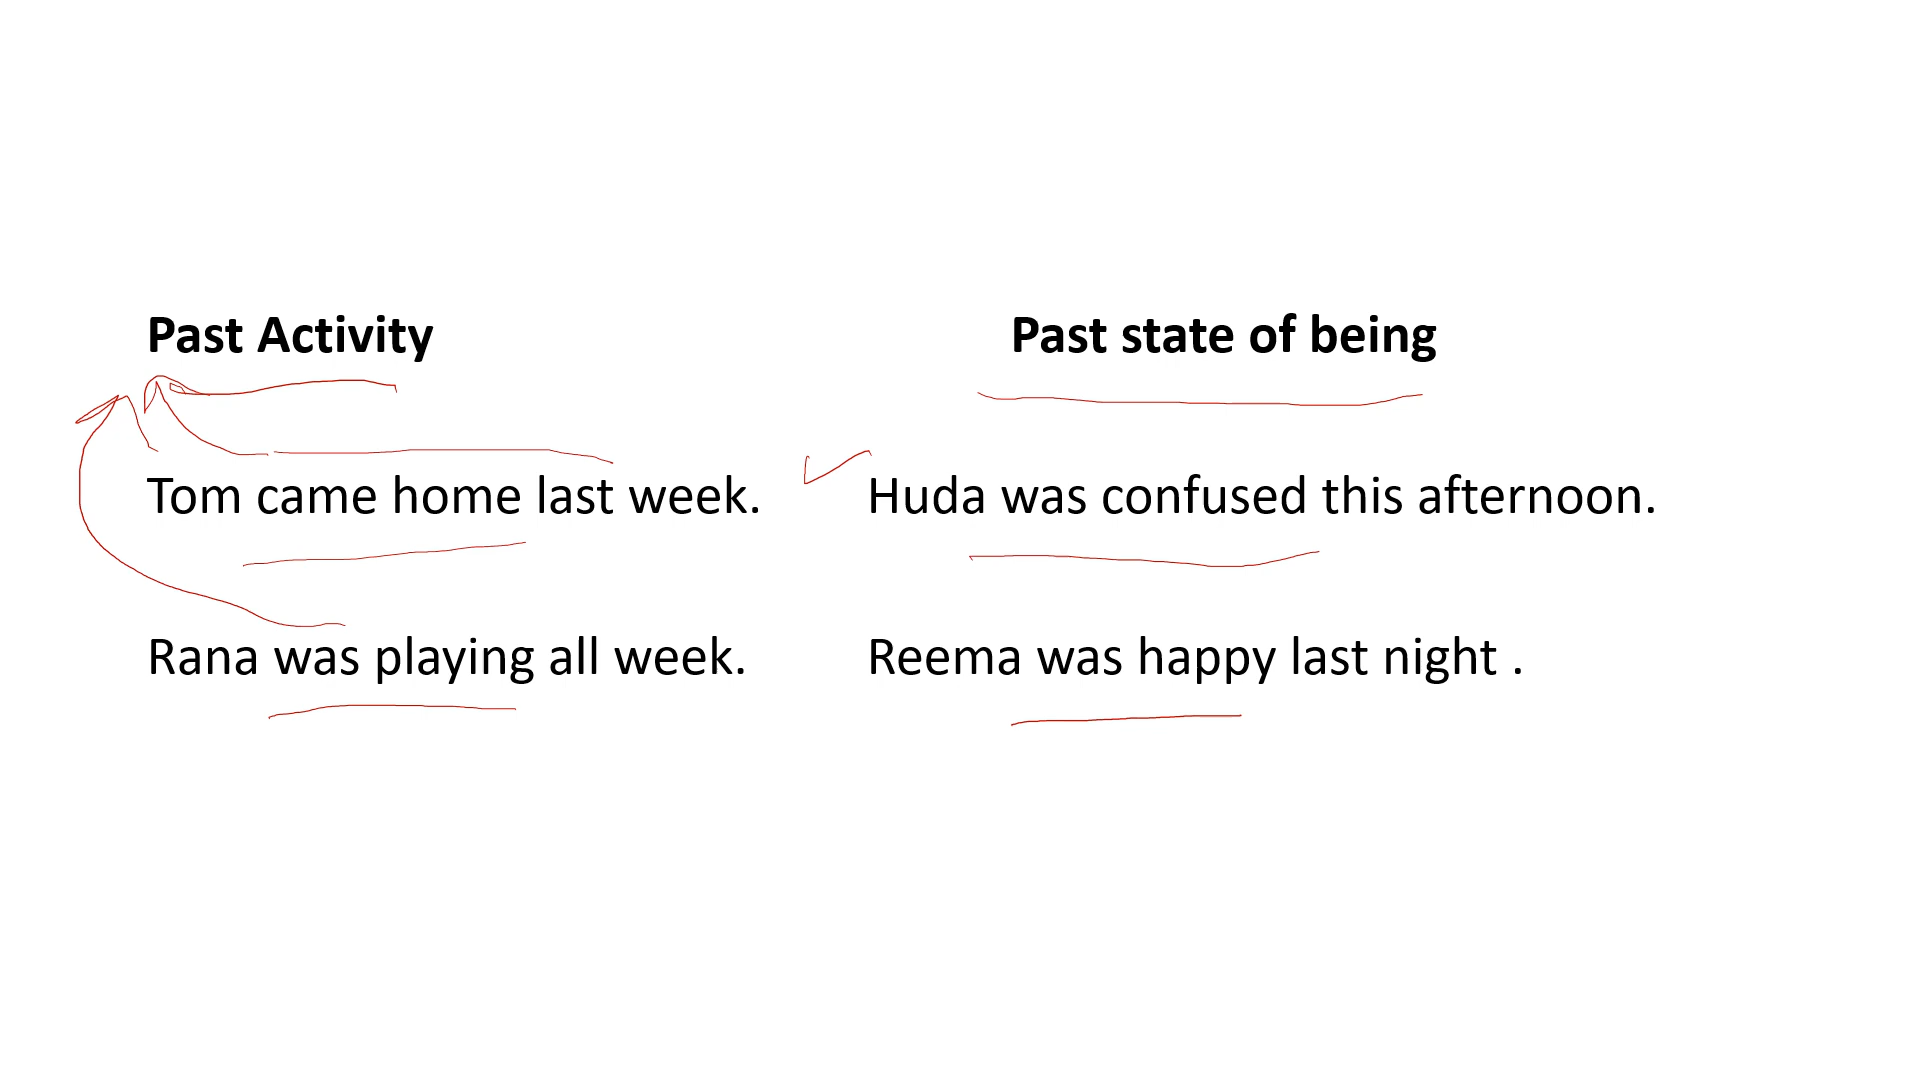 Past Activity
Past state of being
Tom came home last week.
Huda was confused this afternoon.
Rana was playing all week.
Reema was happy last night .